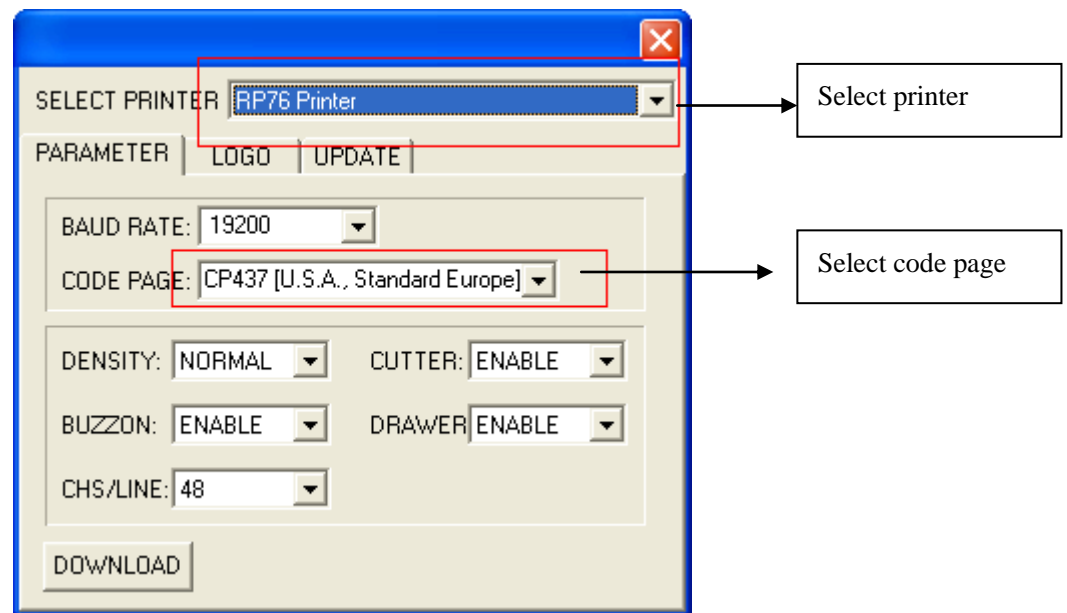 SELECT PRINTER RP76 Printer
Select printer
PARAMETER LOGO UPDATE
BAUD RATE: 19200
CODE PAGE: CP437 [U.S.A., Standard Europe]
Select code page
DENSITY: NORMAL CUTTER: ENABLE
BUZZON: ENABLE DRAWER ENABLE
CHS/LINE: 48
DOWNLOAD